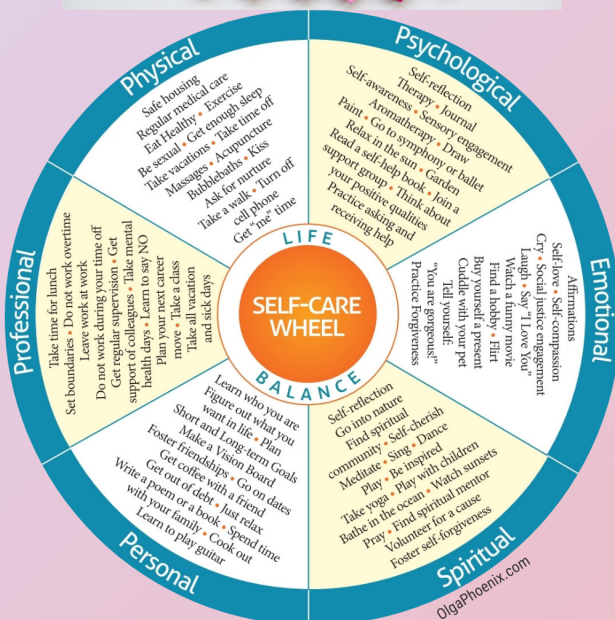 Physical
Safe housing
Regular medical care
Eat Healthy • Exercise
Be sexual • Get enough sleep
Take vacations • Take time off
Massages • Acupuncture
Bubblebaths • Kiss
Ask for nurture
Take a walk • Turn off
cell phone
Get "me" time
Psychological
Self-reflection
Therapy • Journal
Self-awareness • Sensory engagement
Aromatherapy • Draw
Paint • Go to symphony or ballet
Relax in the sun • Garden
Read a self-help book • Join a
support group • Think about
your positive qualities
Practice asking and
receiving help
Emotional
Affirmations
Self-love • Self-compassion
Cry • Social justice engagement
Laugh • Say "I Love You"
Watch a funny movie
Find a hobby • Flirt
Buy yourself a present
Cuddle with your pet
Tell yourself:
"You are gorgeous!"
Practice Forgiveness
Spiritual
Self-reflection
Go into nature
Find spiritual
community • Self-cherish
Meditate • Sing • Dance
Play • Be inspired
Take yoga • Play with children
Bathe in the ocean • Watch sunsets
Pray • Find spiritual mentor
Volunteer for a cause
Foster self-forgiveness
Personal
Learn who you are
Figure out what you
want in life • Plan
Short and Long-term Goals
Make a Vision Board
Foster friendships • Go on dates
Get coffee with a friend
Get out of debt • Just relax
Write a poem or a book • Spend time
with your family • Cook out
Learn to play guitar
Professional
Take time for lunch
Set boundaries • Do not work overtime
Leave work at work
Do not work during your time off
Get regular supervision • Get
support of colleagues • Take mental
health days • Learn to say NO
Plan your next career
move • Take a class
Take all vacation
and sick days
LIFE
SELF-CARE
WHEEL
BALANCE
OlgaPhoenix.com